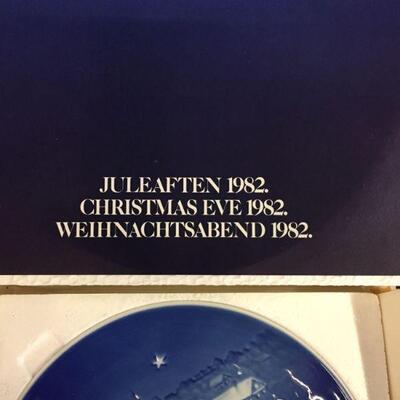 JULEAFTEN 1982.
CHRISTMAS EVE 1982.
WEIHNACHTSABEND 1982.